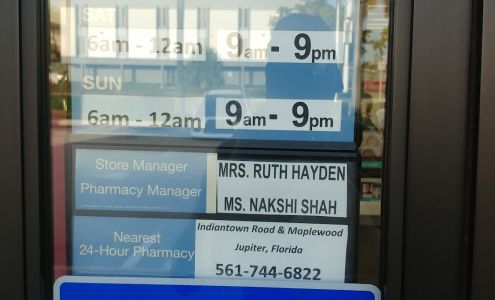 SAT
6am - 12am 9am - 9pm
SUN
6am - 12am 9am - 9pm
Store Manager MRS. RUTH HAYDEN
Pharmacy Manager MS. NAKSHI SHAH
Nearest
24-Hour Pharmacy
Indiantown Road & Maplewood
Jupiter, Florida
561-744-6822